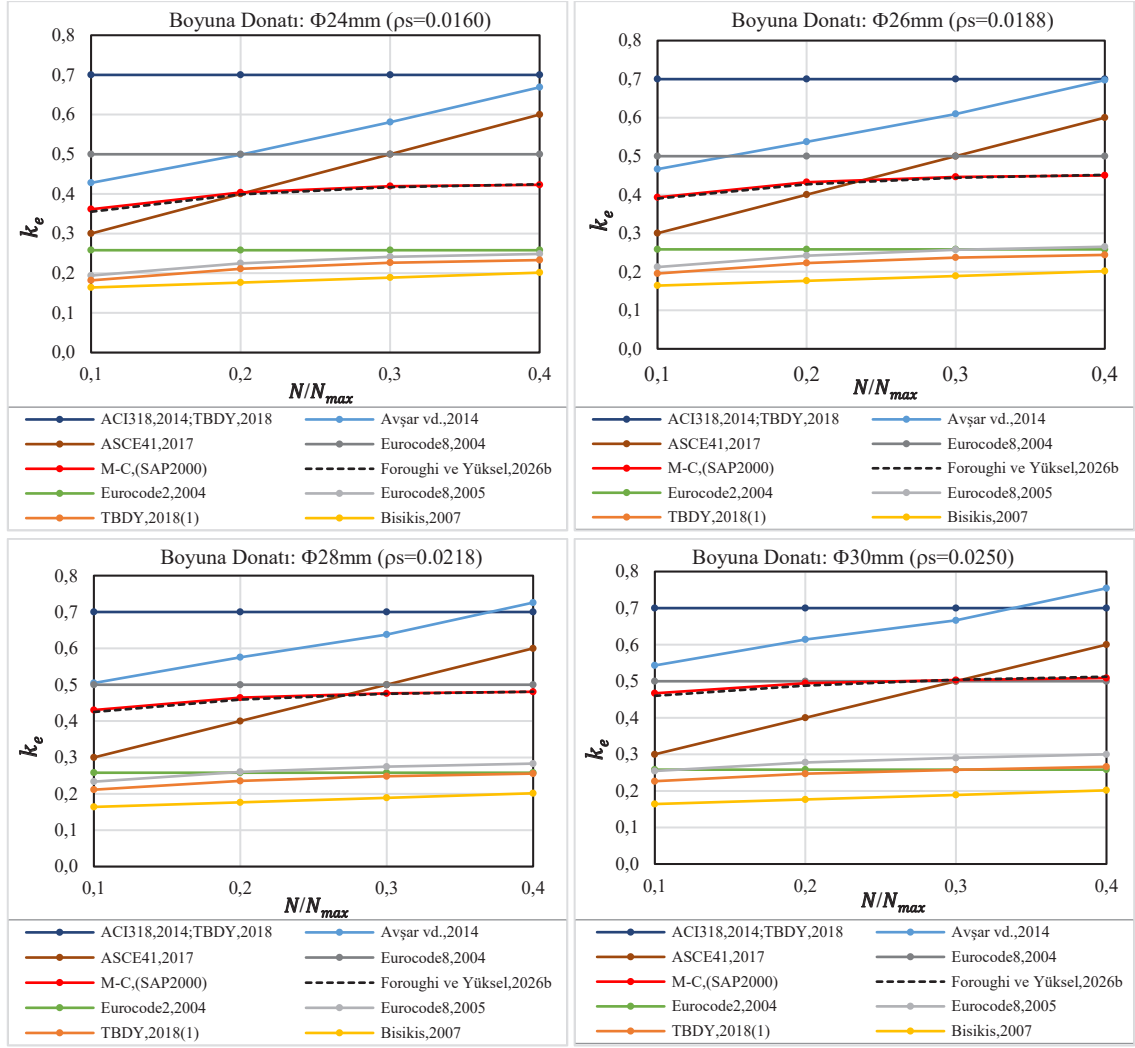 Boyuna Donatı: Φ24mm (ρs=0.0160)
0,8
0,7
0,6
0,5
0,4
0,3
0,2
0,1
0,0
k_e
0,1 0,2 0,3 0,4
N/N_max
ACI318,2014;TBDY,2018 Avşar vd.,2014
ASCE41,2017 Eurocode8,2004
M-C,(SAP2000) Foroughi ve Yüksel,2026b
Eurocode2,2004 Eurocode8,2005
TBDY,2018(1) Bisikis,2007
Boyuna Donatı: Φ26mm (ρs=0.0188)
0,8
0,7
0,6
0,5
0,4
0,3
0,2
0,1
0,0
k_e
0,1 0,2 0,3 0,4
N/N_max
ACI318,2014;TBDY,2018 Avşar vd.,2014
ASCE41,2017 Eurocode8,2004
M-C,(SAP2000) Foroughi ve Yüksel,2026b
Eurocode2,2004 Eurocode8,2005
TBDY,2018(1) Bisikis,2007
Boyuna Donatı: Φ28mm (ρs=0.0218)
0,8
0,7
0,6
0,5
0,4
0,3
0,2
0,1
0,0
k_e
0,1 0,2 0,3 0,4
N/N_max
ACI318,2014;TBDY,2018 Avşar vd.,2014
ASCE41,2017 Eurocode8,2004
M-C,(SAP2000) Foroughi ve Yüksel,2026b
Eurocode2,2004 Eurocode8,2005
TBDY,2018(1) Bisikis,2007
Boyuna Donatı: Φ30mm (ρs=0.0250)
0,8
0,7
0,6
0,5
0,4
0,3
0,2
0,1
0,0
k_e
0,1 0,2 0,3 0,4
N/N_max
ACI318,2014;TBDY,2018 Avşar vd.,2014
ASCE41,2017 Eurocode8,2004
M-C,(SAP2000) Foroughi ve Yüksel,2026b
Eurocode2,2004 Eurocode8,2005
TBDY,2018(1) Bisikis,2007